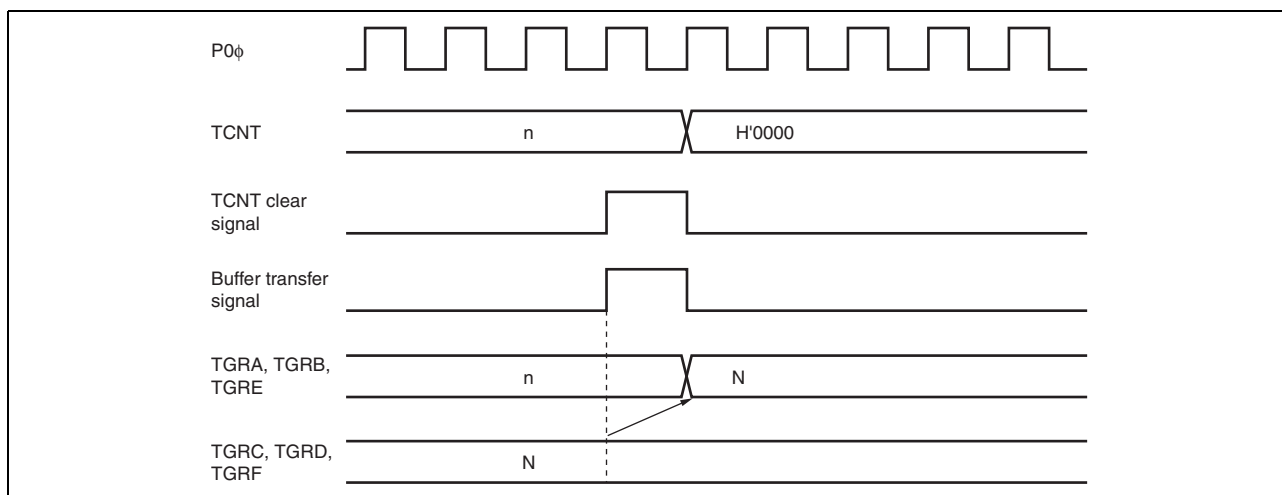 P0ϕ
TCNT
n
H'0000
TCNT clear
signal
Buffer transfer
signal
TGRA, TGRB,
TGRE
n
N
TGRC, TGRD,
TGRF
N